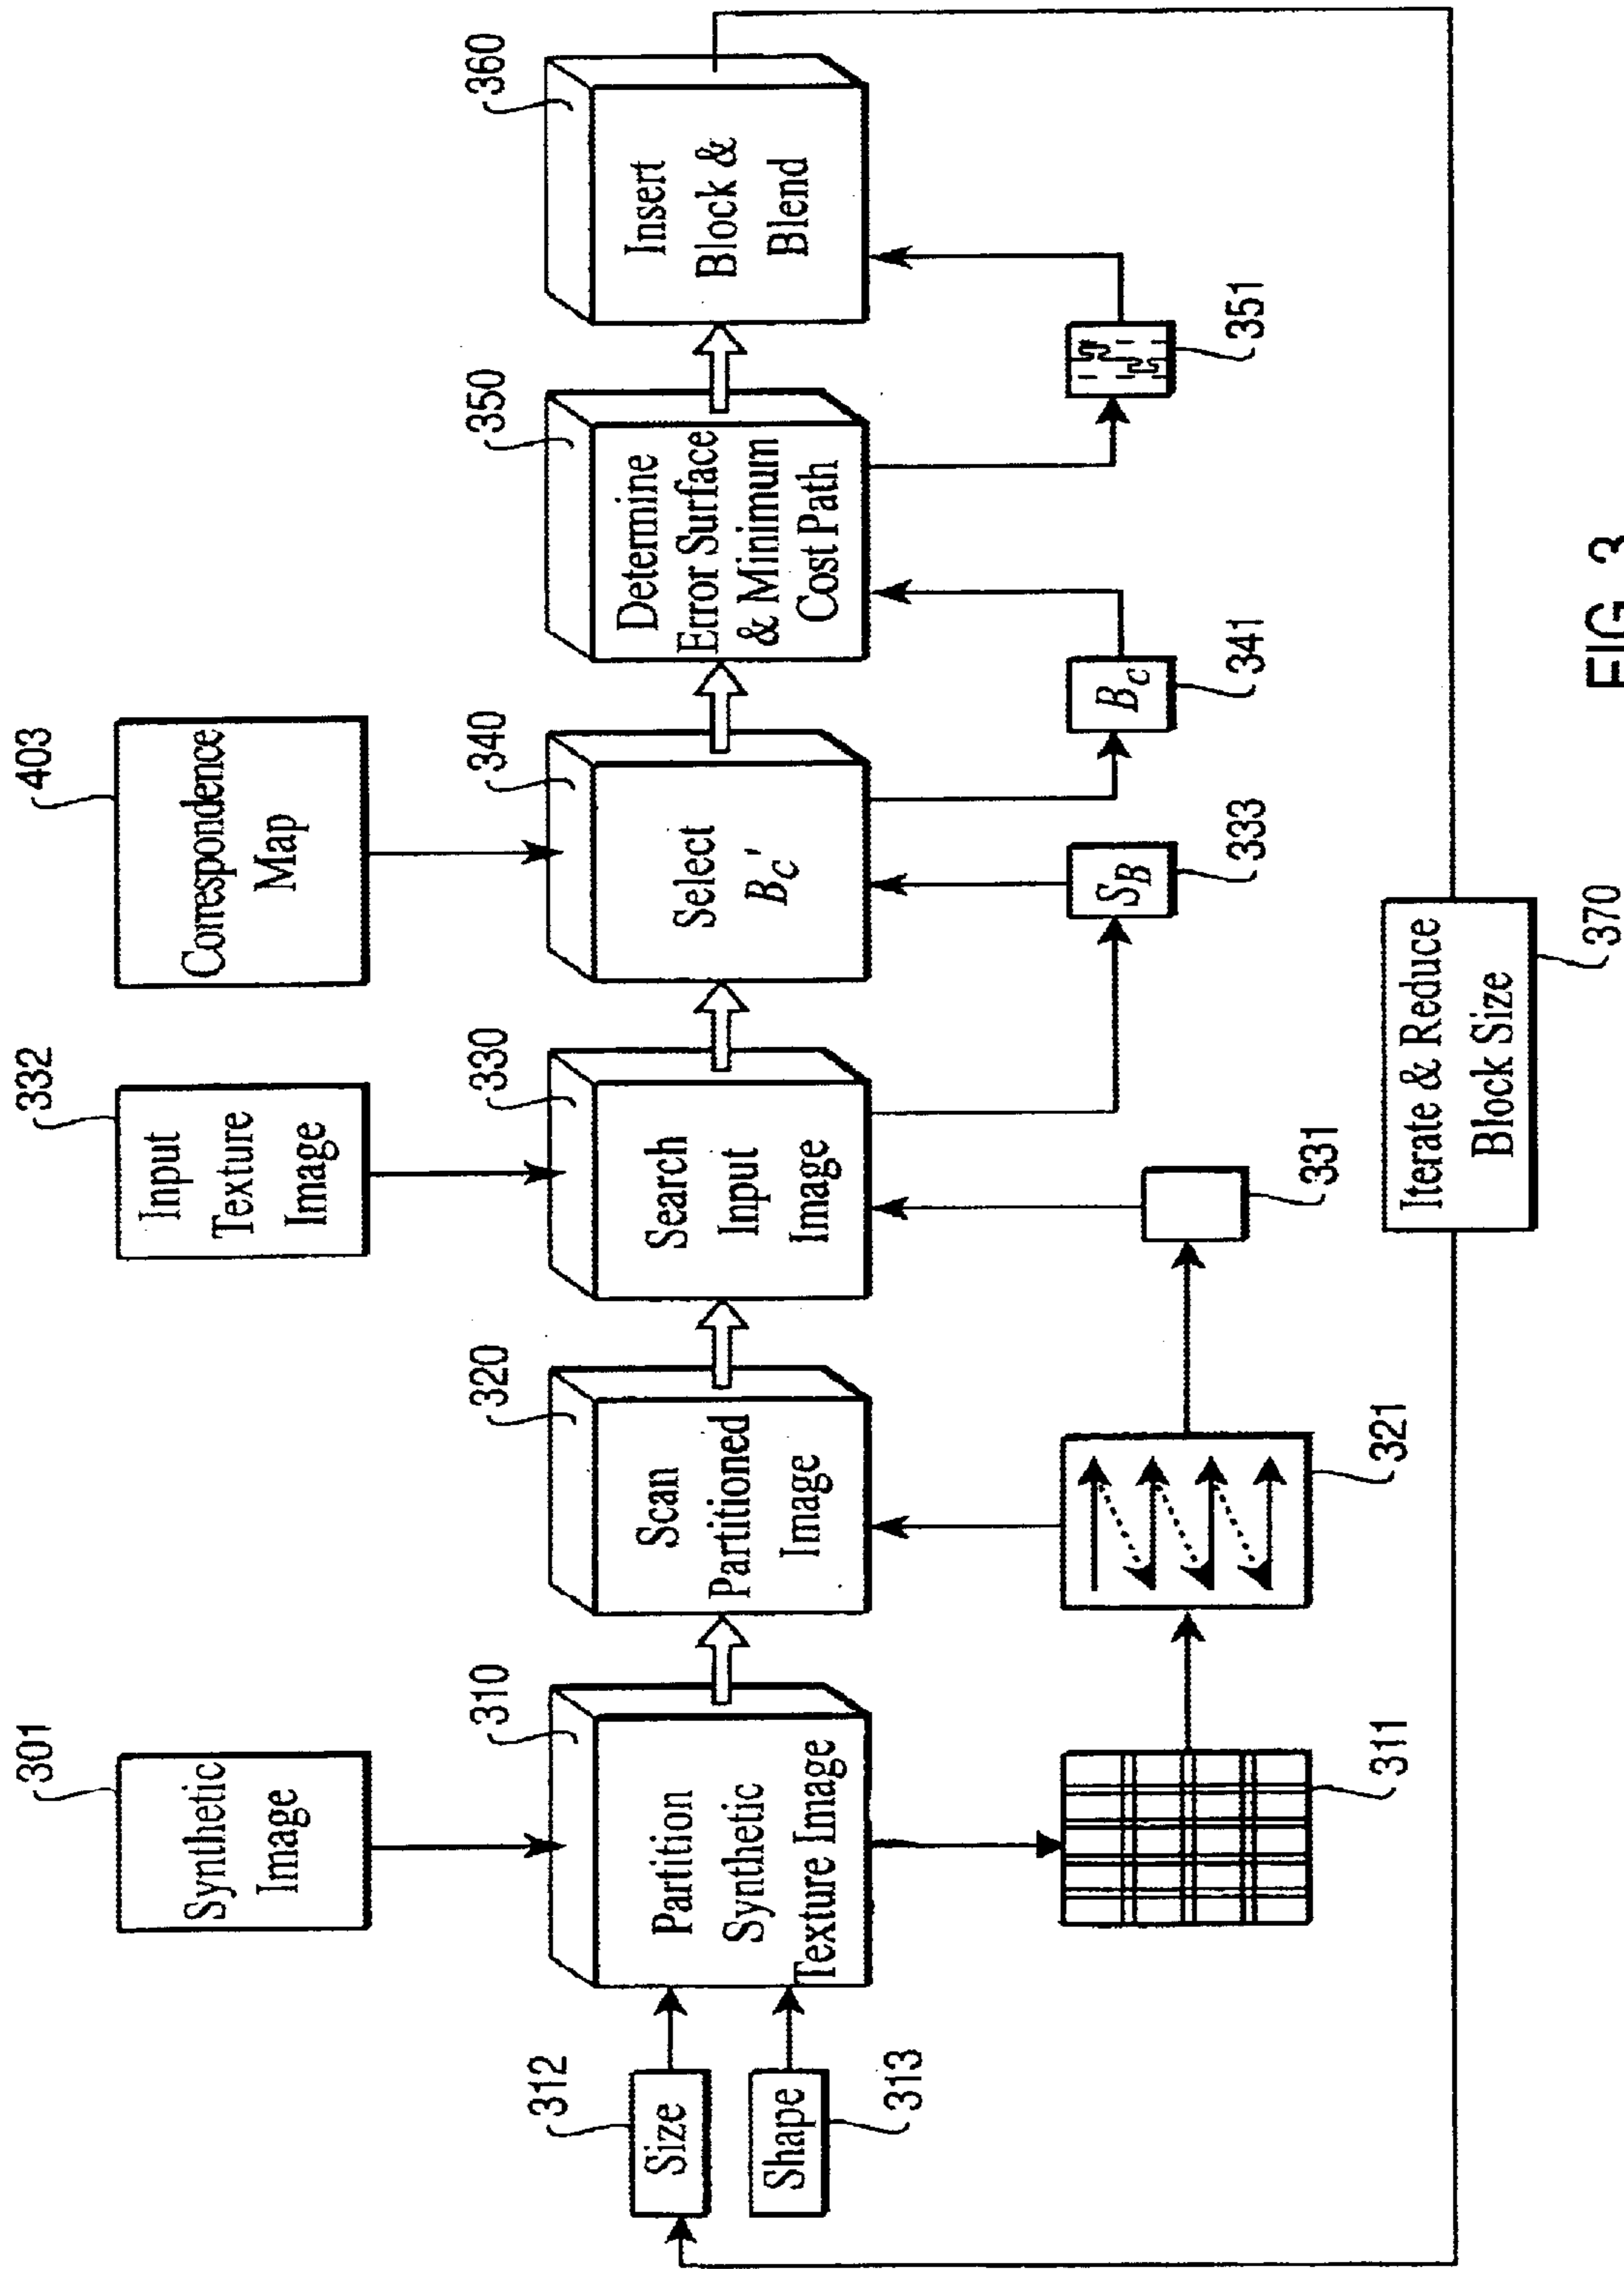 301
Synthetic
Image
332
Input
Texture
Image
403
Correspondence
Map
312
Size
Shape
313
310
Partition
Synthetic
Texture Image
320
Scan
Partitioned
Image
330
Search
Input
Image
340
Select
B_C'
350
Determine
Error Surface
& Minimum
Cost Path
360
Insert
Block &
Blend
311
321
331
S_B
333
B_C
341
351
Iterate & Reduce
Block Size
370
FIG. 3